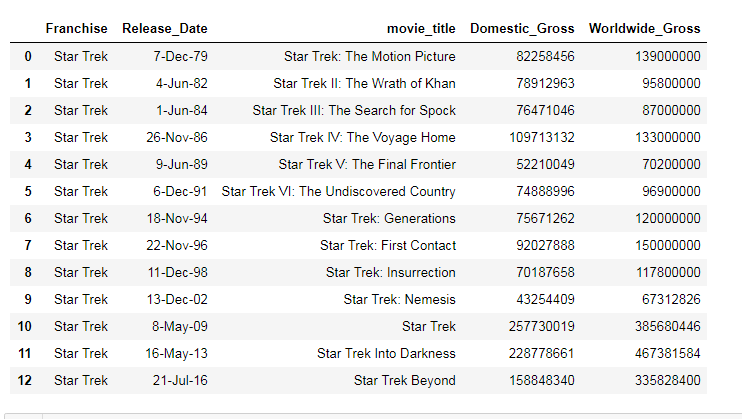 Franchise Release_Date movie_title Domestic_Gross Worldwide_Gross
0 Star Trek 7-Dec-79 Star Trek: The Motion Picture 82258456 139000000
1 Star Trek 4-Jun-82 Star Trek II: The Wrath of Khan 78912963 95800000
2 Star Trek 1-Jun-84 Star Trek III: The Search for Spock 76471046 87000000
3 Star Trek 26-Nov-86 Star Trek IV: The Voyage Home 109713132 133000000
4 Star Trek 9-Jun-89 Star Trek V: The Final Frontier 52210049 70200000
5 Star Trek 6-Dec-91 Star Trek VI: The Undiscovered Country 74888996 96900000
6 Star Trek 18-Nov-94 Star Trek: Generations 75671262 120000000
7 Star Trek 22-Nov-96 Star Trek: First Contact 92027888 150000000
8 Star Trek 11-Dec-98 Star Trek: Insurrection 70187658 117800000
9 Star Trek 13-Dec-02 Star Trek: Nemesis 43254409 67312826
10 Star Trek 8-May-09 Star Trek 257730019 385680446
11 Star Trek 16-May-13 Star Trek Into Darkness 228778661 467381584
12 Star Trek 21-Jul-16 Star Trek Beyond 158848340 335828400